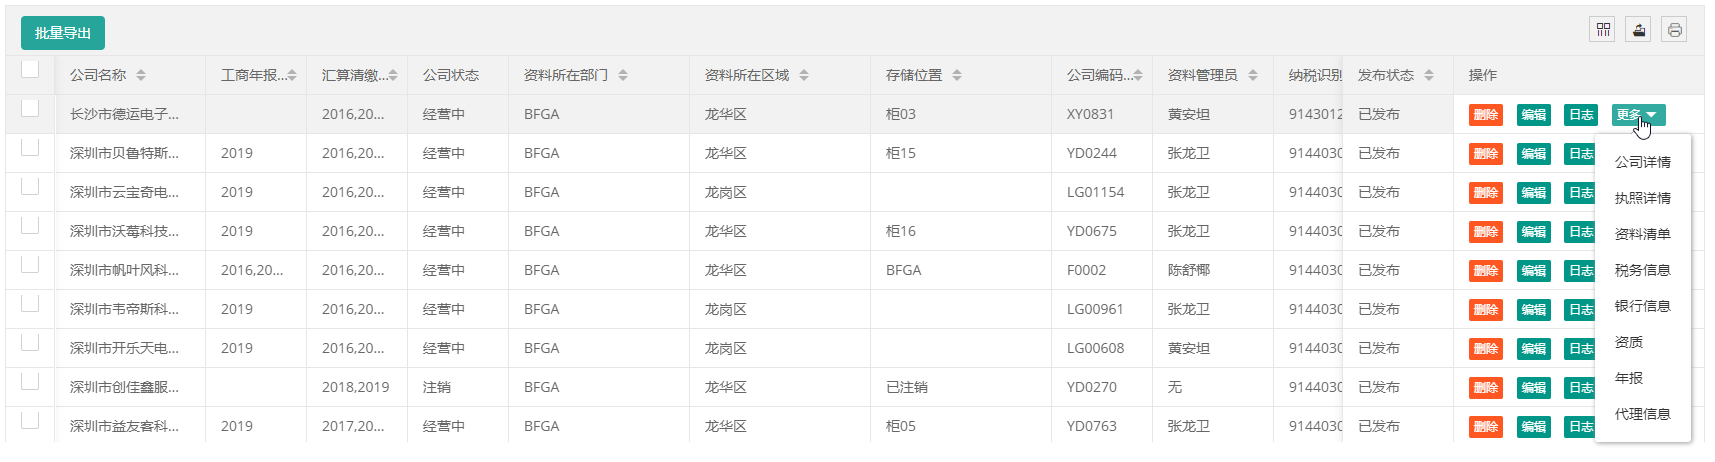 批量导出
公司名称 工商年报... 汇算清缴... 公司状态 资料所在部门 资料所在区域 存储位置 公司编码... 资料管理员 纳税识别 发布状态 操作
长沙市德运电子... 2016,20... 经营中 BFGA 龙华区 柜03 XY0831 黄安坦 9143012 已发布 删除 编辑 日志 更多
深圳市贝鲁特斯... 2019 2016,20... 经营中 BFGA 龙华区 柜15 YD0244 张龙卫 9144030 已发布 删除 编辑 日志
公司详情
深圳市云宝奇电... 2019 2016,20... 经营中 BFGA 龙岗区 LG01154 张龙卫 9144030 已发布 删除 编辑 日志
执照详情
深圳市沃莓科技... 2019 2016,20... 经营中 BFGA 龙华区 柜16 YD0675 张龙卫 9144030 已发布 删除 编辑 日志
资料清单
深圳市帆叶风科... 2016,20... 2016,20... 经营中 BFGA 龙华区 BFGA F0002 陈舒椰 9144030 已发布 删除 编辑 日志
税务信息
深圳市韦帝斯科... 2019 2016,20... 经营中 BFGA 龙岗区 LG00961 张龙卫 9144030 已发布 删除 编辑 日志
银行信息
深圳市开乐天电... 2019 2016,20... 经营中 BFGA 龙岗区 LG00608 黄安坦 9144030 已发布 删除 编辑 日志
资质
深圳市创佳鑫服... 2018,2019 注销 BFGA 龙华区 已注销 YD0270 无 9144030 已发布 删除 编辑 日志
年报
深圳市益友客科... 2019 2017,20... 经营中 BFGA 龙华区 柜05 YD0763 张龙卫 9144030 已发布 删除 编辑 日志
代理信息